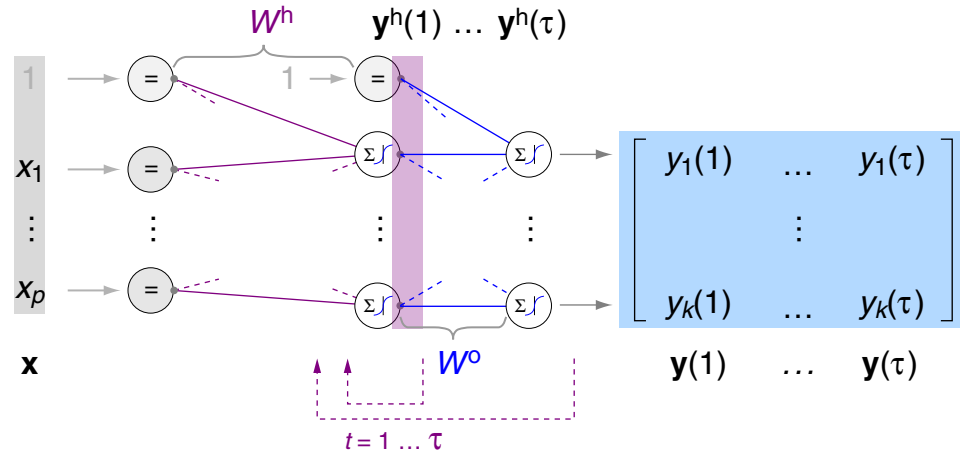 Wʰ yʰ(1) … yʰ(τ)
1 = 1 =
x₁ = Σ Σ y₁(1) … y₁(τ)
⋮ ⋮ ⋮ ⋮ ⋮
xₚ = Σ Σ yₖ(1) … yₖ(τ)
x Wᵒ y(1) … y(τ)
t = 1 … τ